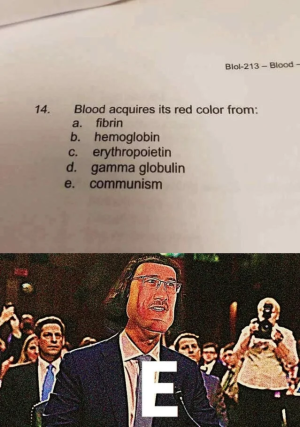 Biol-213 – Blood –
14. Blood acquires its red color from:
a. fibrin
b. hemoglobin
c. erythropoietin
d. gamma globulin
e. communism
E